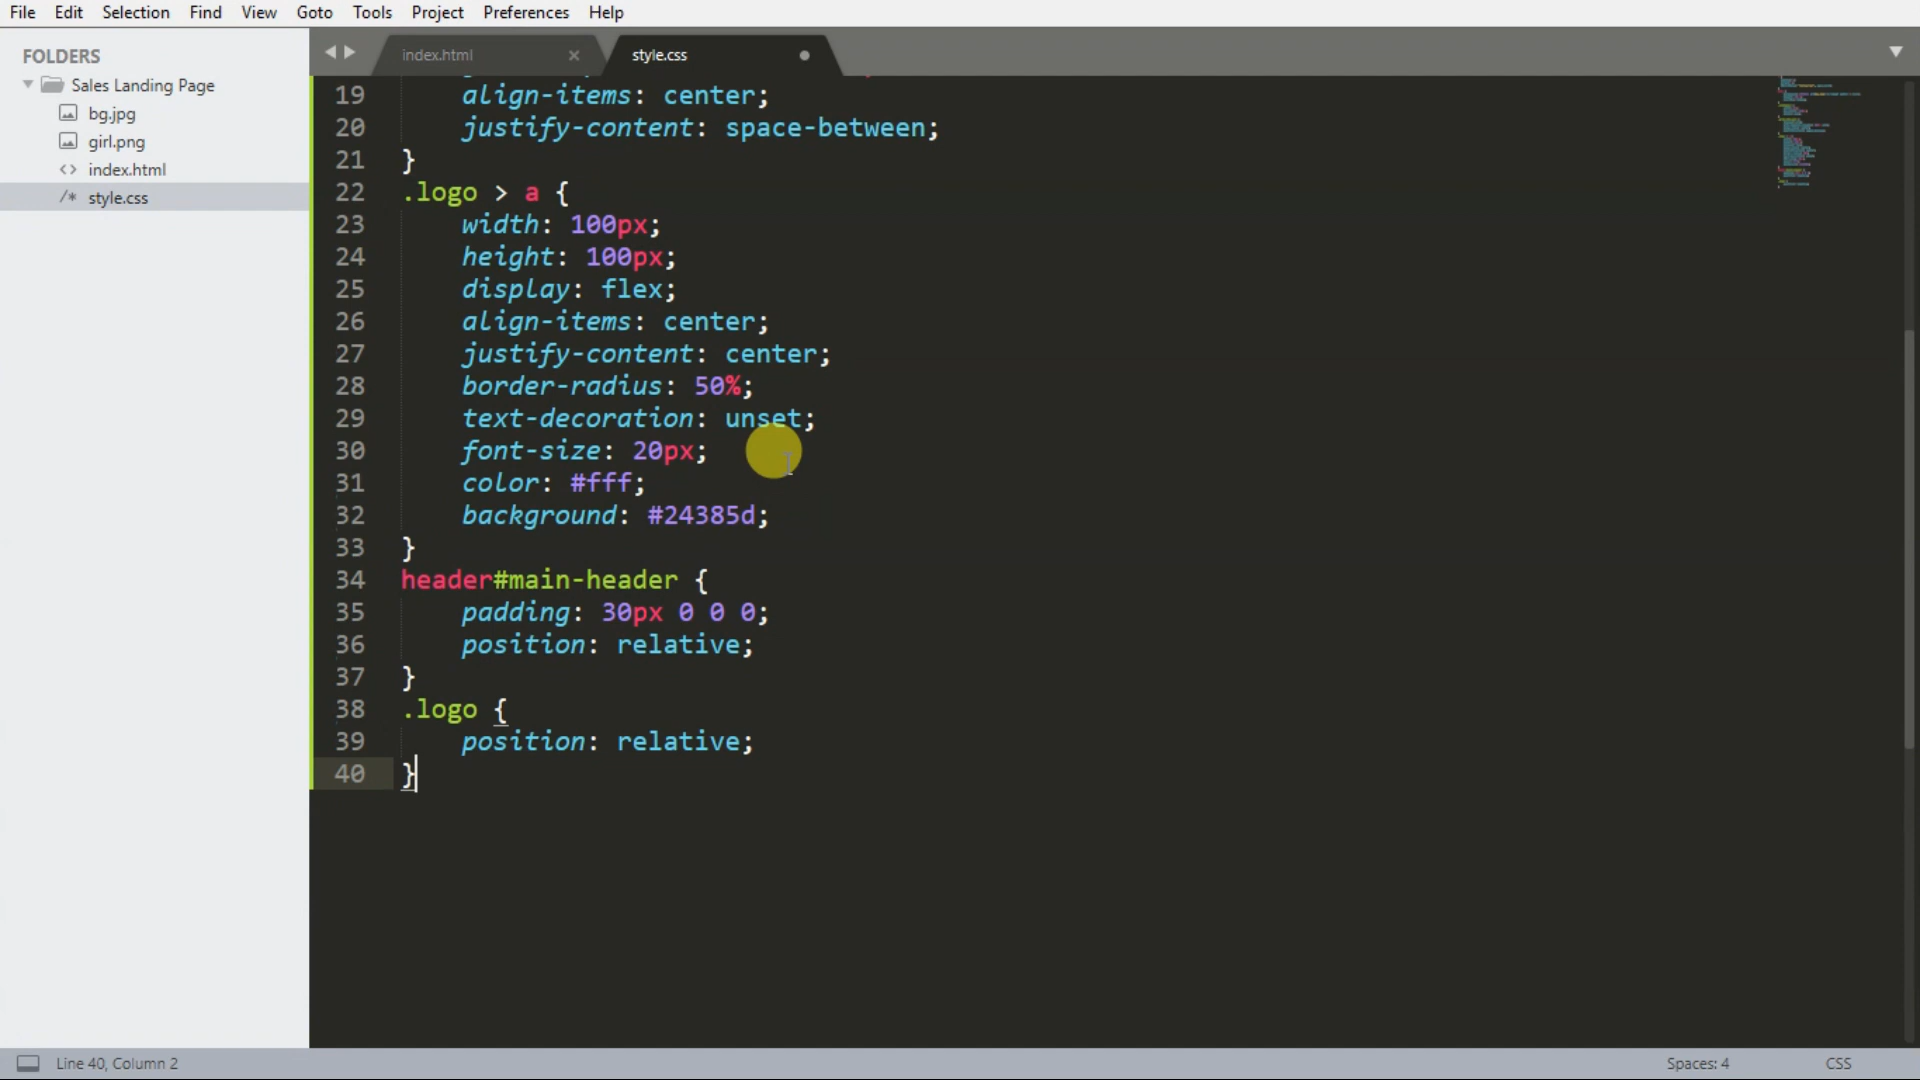 File Edit Selection Find View Goto Tools Project Preferences Help
FOLDERS
Sales Landing Page
bg.jpg
girl.png
<> index.html
/* style.css
index.html ×
style.css
19 align-items: center;
20 justify-content: space-between;
21 }
22 .logo > a {
23 width: 100px;
24 height: 100px;
25 display: flex;
26 align-items: center;
27 justify-content: center;
28 border-radius: 50%;
29 text-decoration: unset;
30 font-size: 20px;
31 color: #fff;
32 background: #24385d;
33 }
34 header#main-header {
35 padding: 30px 0 0 0;
36 position: relative;
37 }
38 .logo {
39 position: relative;
40 }
Line 40, Column 2
Spaces: 4
CSS